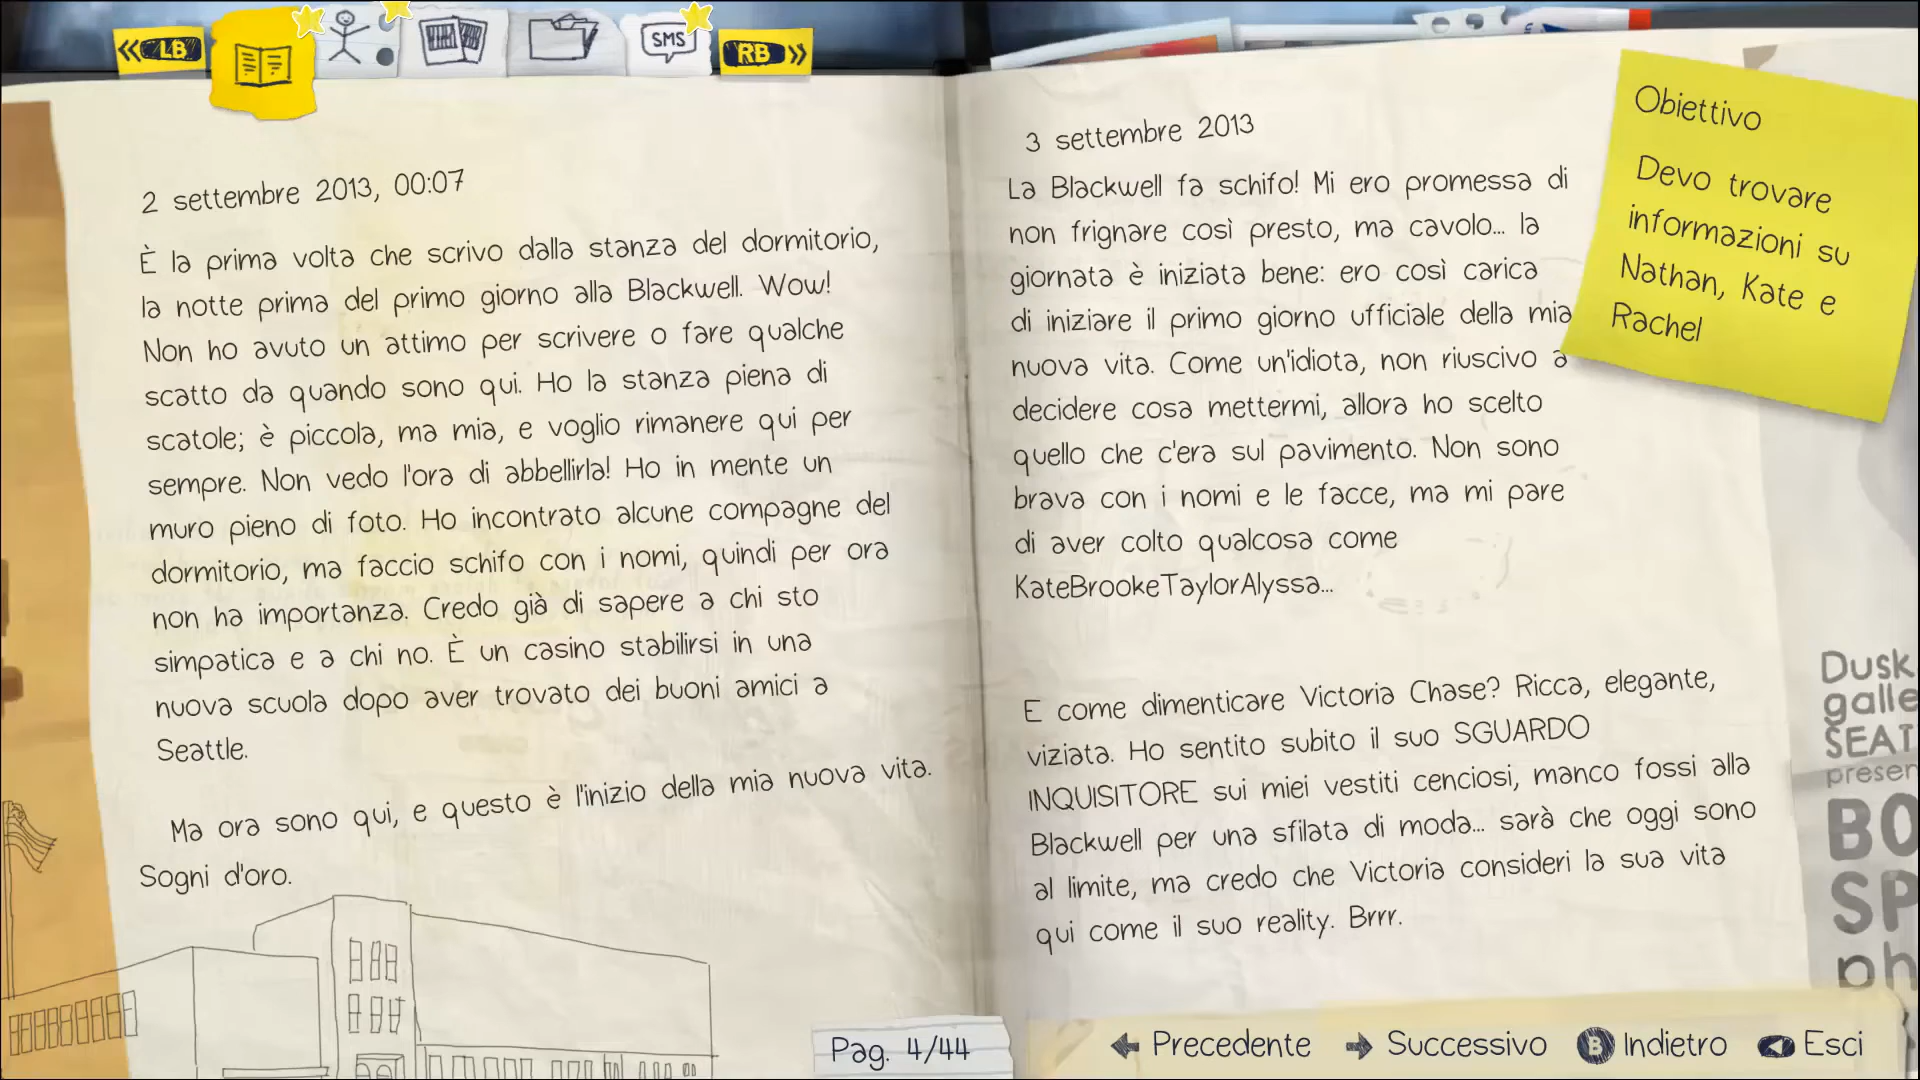 LB
SMS
RB
2 settembre 2013, 00:07
È la prima volta che scrivo dalla stanza del dormitorio,
la notte prima del primo giorno alla Blackwell. Wow!
Non ho avuto un attimo per scrivere o fare qualche
scatto da quando sono qui. Ho la stanza piena di
scatole; è piccola, ma mia, e voglio rimanere qui per
sempre. Non vedo l'ora di abbellirla! Ho in mente un
muro pieno di foto. Ho incontrato alcune compagne del
dormitorio, ma faccio schifo con i nomi, quindi per ora
non ha importanza. Credo già di sapere a chi sto
simpatica e a chi no. È un casino stabilirsi in una
nuova scuola dopo aver trovato dei buoni amici a
Seattle.
Ma ora sono qui, e questo è l'inizio della mia nuova vita.
Sogni d'oro.
3 settembre 2013
La Blackwell fa schifo! Mi ero promessa di
non frignare così presto, ma cavolo... la
giornata è iniziata bene: ero così carica
di iniziare il primo giorno ufficiale della mia
nuova vita. Come un'idiota, non riuscivo a
decidere cosa mettermi, allora ho scelto
quello che c'era sul pavimento. Non sono
brava con i nomi e le facce, ma mi pare
di aver colto qualcosa come
KateBrookeTaylorAlyssa...
E come dimenticare Victoria Chase? Ricca, elegante,
viziata. Ho sentito subito il suo SGUARDO
INQUISITORE sui miei vestiti cenciosi, manco fossi alla
Blackwell per una sfilata di moda... sarà che oggi sono
al limite, ma credo che Victoria consideri la sua vita
qui come il suo reality. Brrr.
Obiettivo
Devo trovare
informazioni su
Nathan, Kate e
Rachel
Dusk
galle
SEAT
presen
BO
SP
ph
Pag. 4/44
Precedente
Successivo
B Indietro
Esci